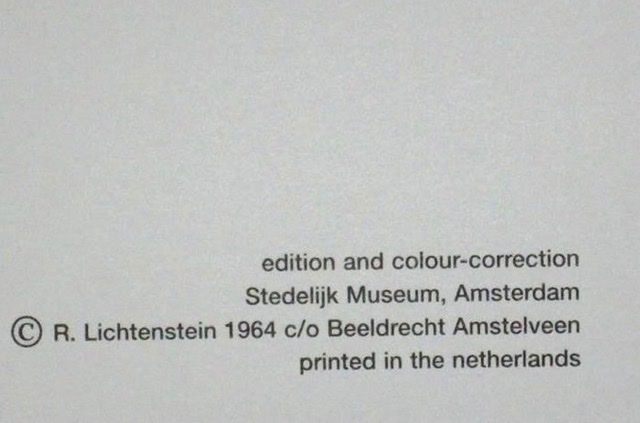 edition and colour-correction
Stedelijk Museum, Amsterdam
© R. Lichtenstein 1964 c/o Beeldrecht Amstelveen
printed in the netherlands